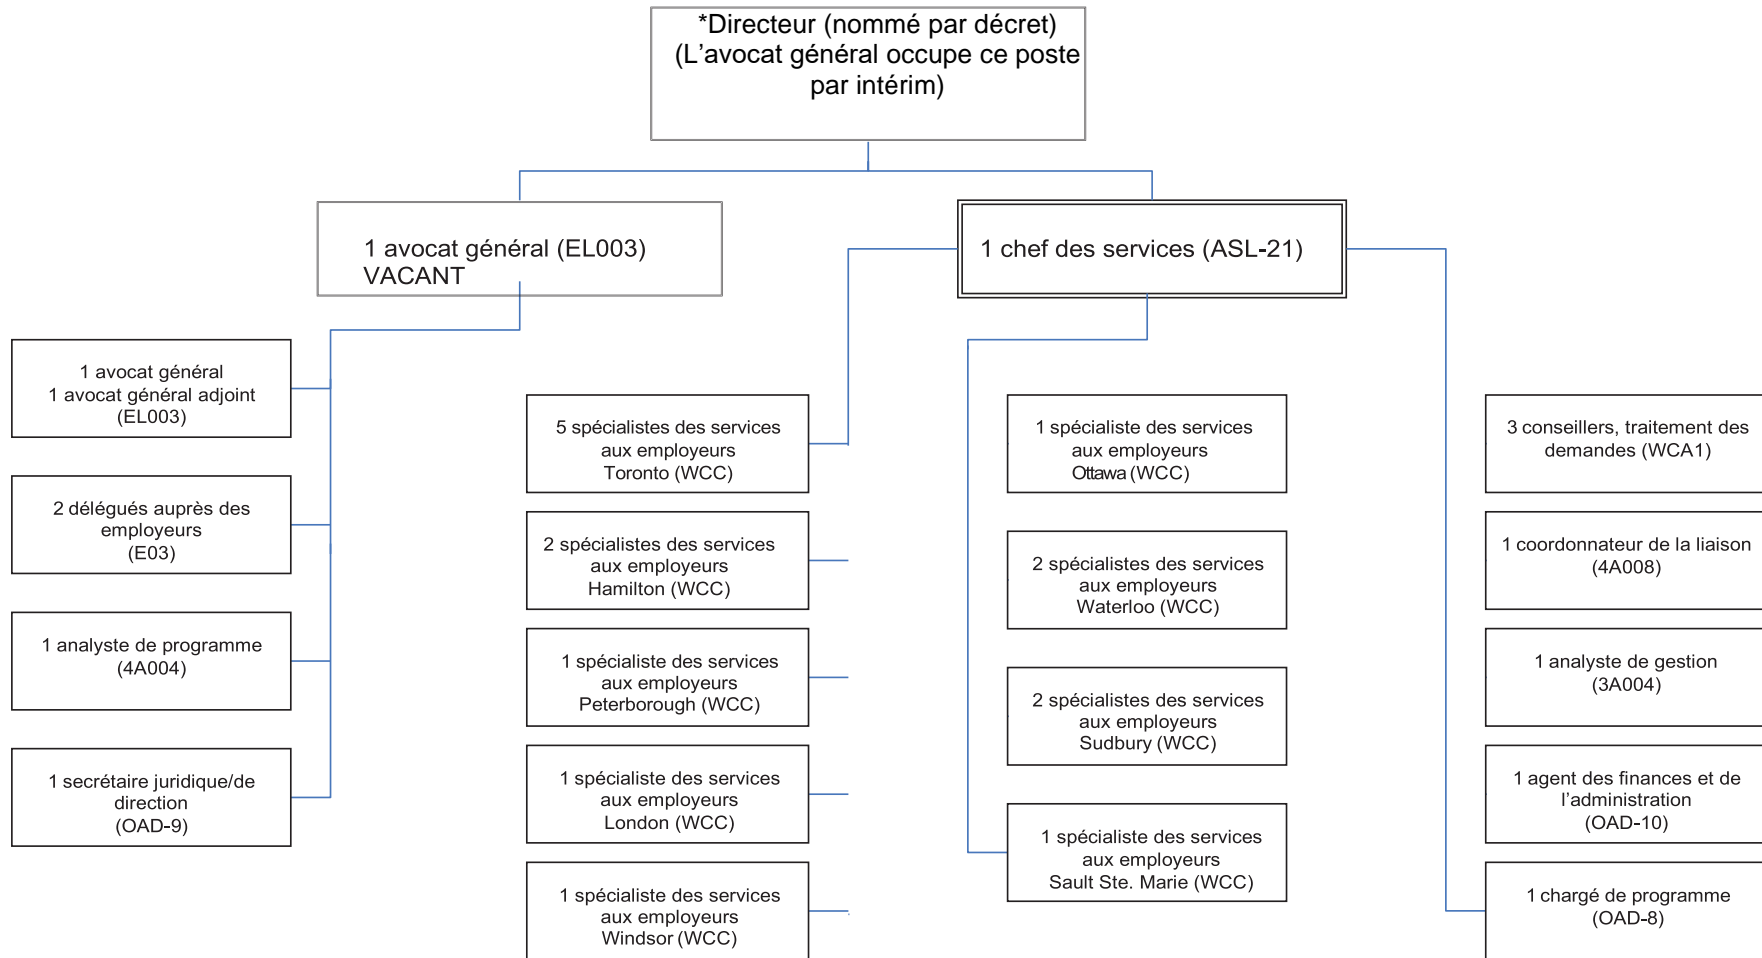 *Directeur (nommé par décret)
(L'avocat général occupe ce poste
par intérim)
1 avocat général (EL003)
VACANT
1 chef des services (ASL-21)
1 avocat général
1 avocat général adjoint
(EL003)
2 délégués auprès des
employeurs
(E03)
1 analyste de programme
(4A004)
1 secrétaire juridique/de
direction
(OAD-9)
5 spécialistes des services
aux employeurs
Toronto (WCC)
2 spécialistes des services
aux employeurs
Hamilton (WCC)
1 spécialiste des services
aux employeurs
Peterborough (WCC)
1 spécialiste des services
aux employeurs
London (WCC)
1 spécialiste des services
aux employeurs
Windsor (WCC)
1 spécialiste des services
aux employeurs
Ottawa (WCC)
2 spécialistes des services
aux employeurs
Waterloo (WCC)
2 spécialistes des services
aux employeurs
Sudbury (WCC)
1 spécialiste des services
aux employeurs
Sault Ste. Marie (WCC)
3 conseillers, traitement des
demandes (WCA1)
1 coordonnateur de la liaison
(4A008)
1 analyste de gestion
(3A004)
1 agent des finances et de
l'administration
(OAD-10)
1 chargé de programme
(OAD-8)